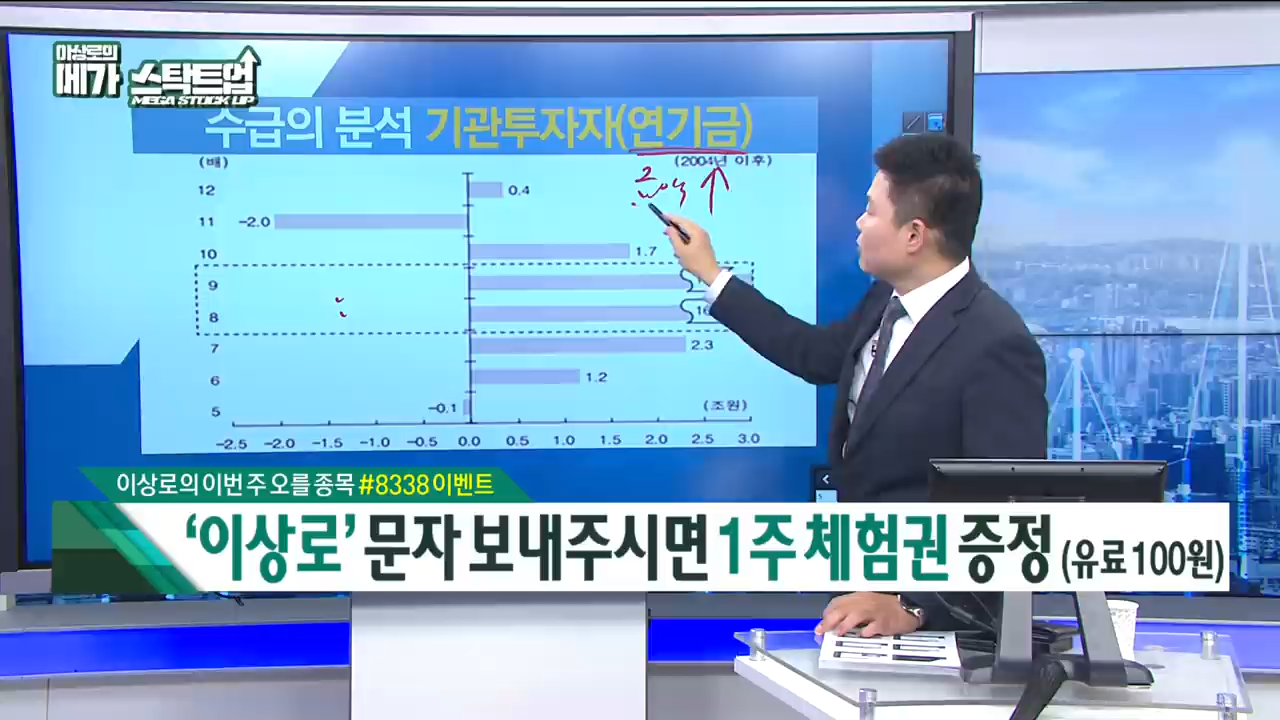 이상로의
메가 스탁트업
MEGA STOCK UP
수급의 분석 기관투자자(연기금)
(배)
(2004년 이후)
12
0.4
11
-2.0
10
1.7
9
8
7
2.3
6
1.2
5
-0.1
(조원)
-2.5 -2.0 -1.5 -1.0 -0.5 0.0 0.5 1.0 1.5 2.0 2.5 3.0
이상로의 이번 주 오를 종목 #8338 이벤트
‘이상로’ 문자 보내주시면 1주 체험권 증정 (유료 100원)